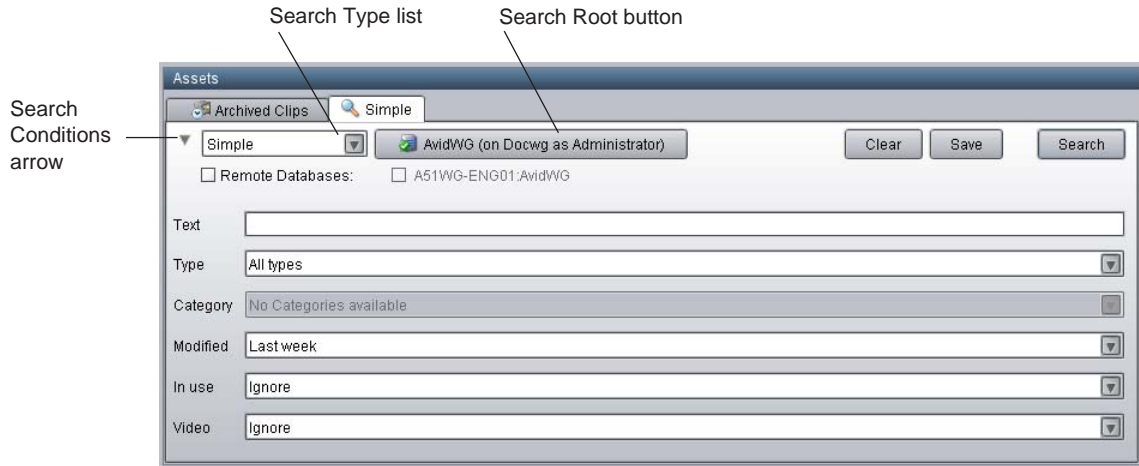 Search Type list
Search Root button
Assets
Archived Clips
Simple
Search
Conditions
arrow
Simple
AvidWG (on Docwg as Administrator)
Clear
Save
Search
Remote Databases:
A51WG-ENG01:AvidWG
Text
Type
All types
Category
No Categories available
Modified
Last week
In use
Ignore
Video
Ignore